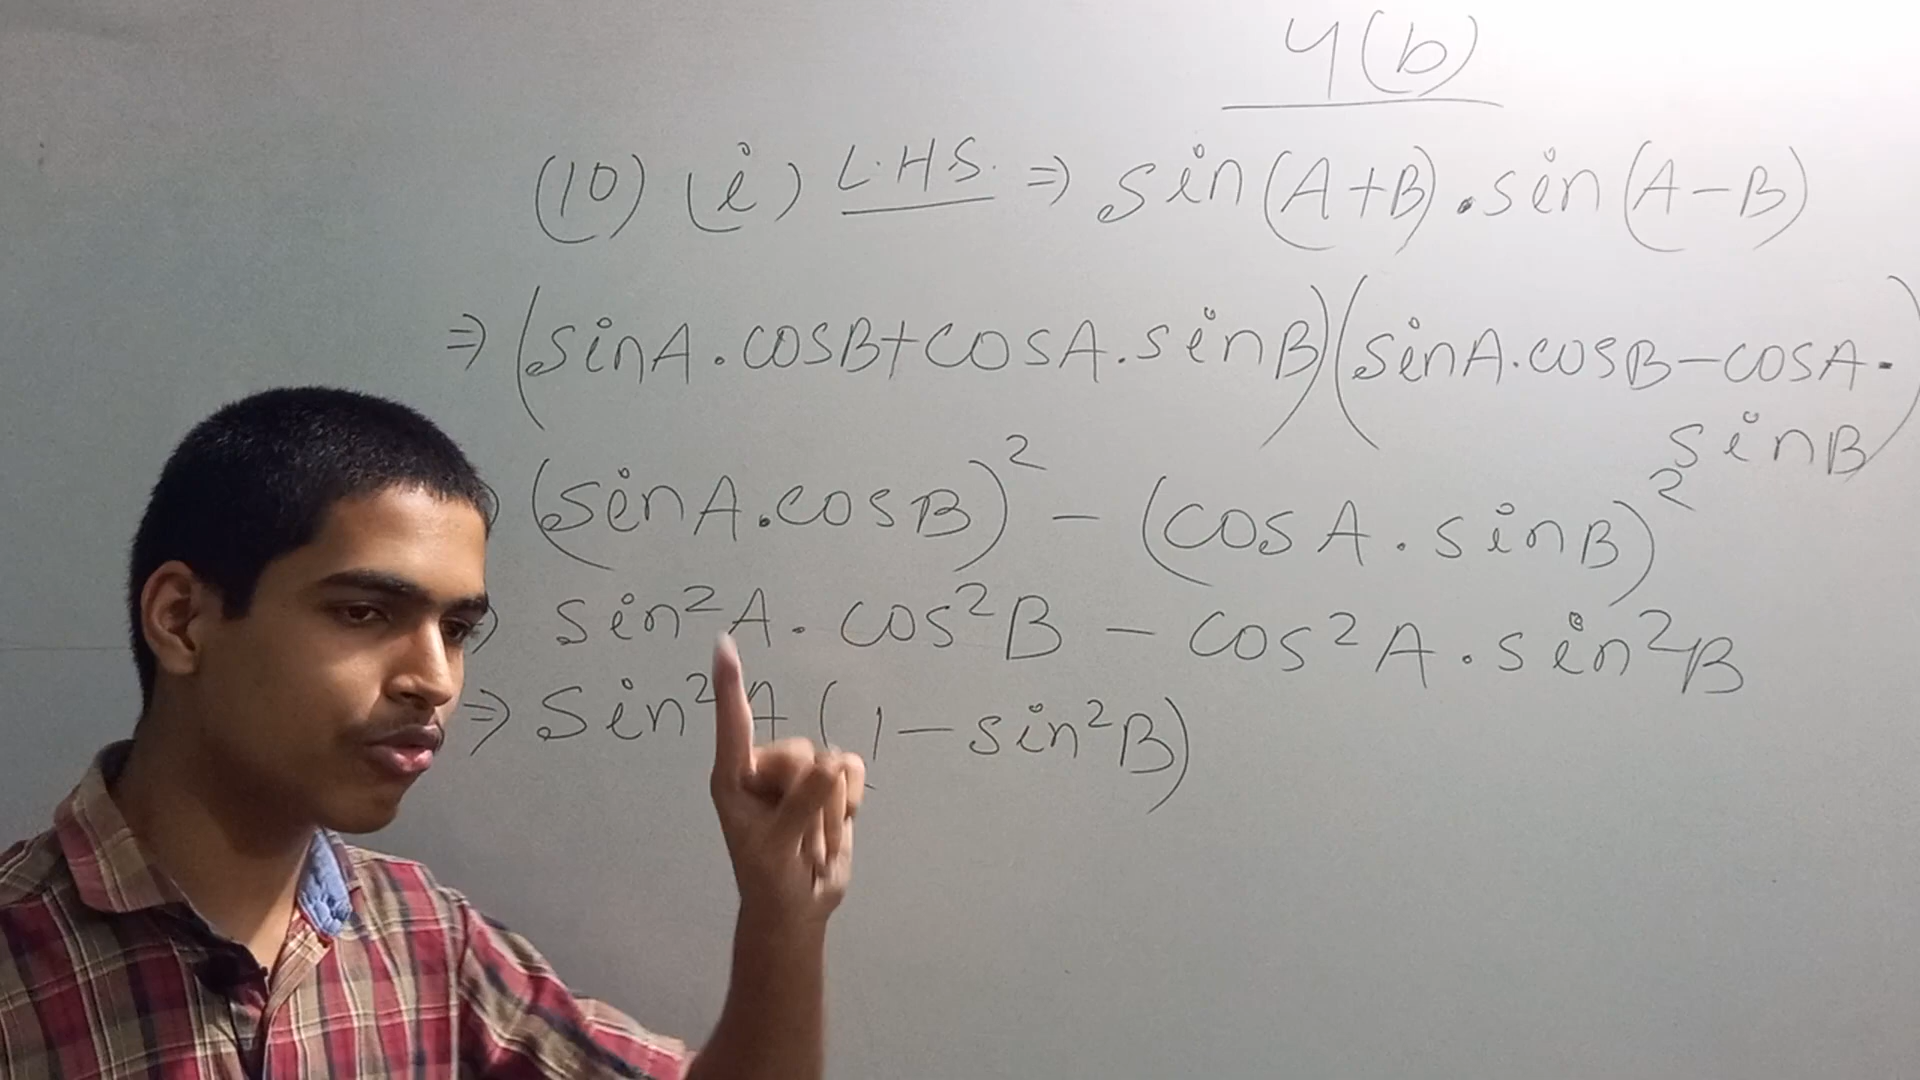 4(b)
(10) (i) L.H.S. ⇒ sin(A+B).sin(A-B)
⇒ (sinA.cosB+cosA.sinB)(sinA.cosB-cosA.
sinB)
(sinA.cosB)² - (cosA.sinB)²
sin²A.cos²B - cos²A.sin²B
⇒ sin²A(1-sin²B)